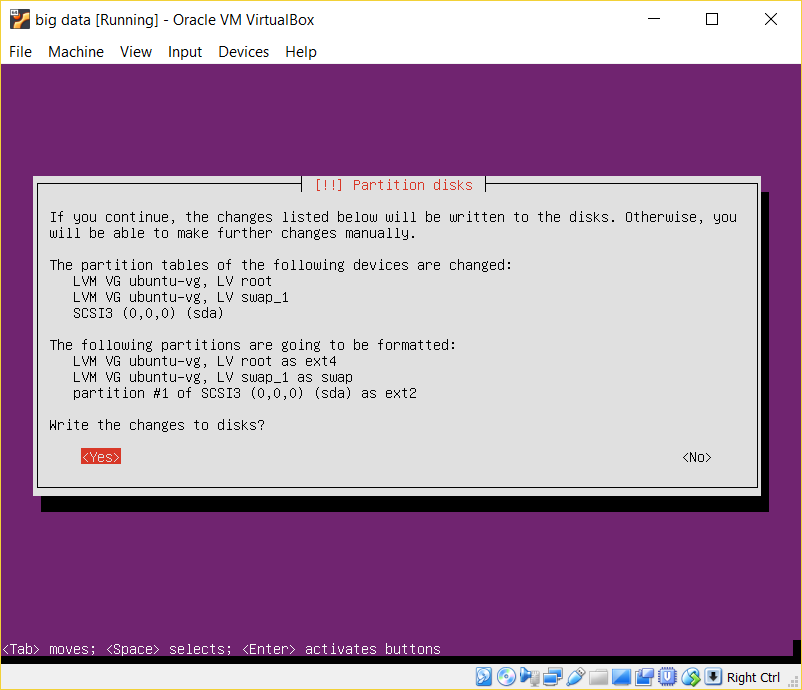 big data [Running] - Oracle VM VirtualBox
File Machine View Input Devices Help
[!!] Partition disks
If you continue, the changes listed below will be written to the disks. Otherwise, you
will be able to make further changes manually.
The partition tables of the following devices are changed:
LVM VG ubuntu-vg, LV root
LVM VG ubuntu-vg, LV swap_1
SCSI3 (0,0,0) (sda)
The following partitions are going to be formatted:
LVM VG ubuntu-vg, LV root as ext4
LVM VG ubuntu-vg, LV swap_1 as swap
partition #1 of SCSI3 (0,0,0) (sda) as ext2
Write the changes to disks?
<Yes> <No>
<Tab> moves; <Space> selects; <Enter> activates buttons
Right Ctrl